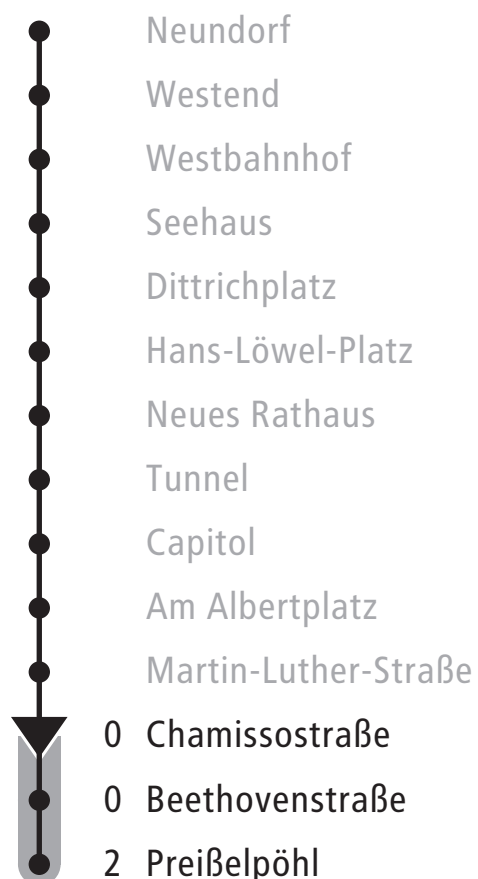 Neundorf
Westend
Westbahnhof
Seehaus
Dittrichplatz
Hans-Löwel-Platz
Neues Rathaus
Tunnel
Capitol
Am Albertplatz
Martin-Luther-Straße
0 Chamissostraße
0 Beethovenstraße
2 Preißelpöhl